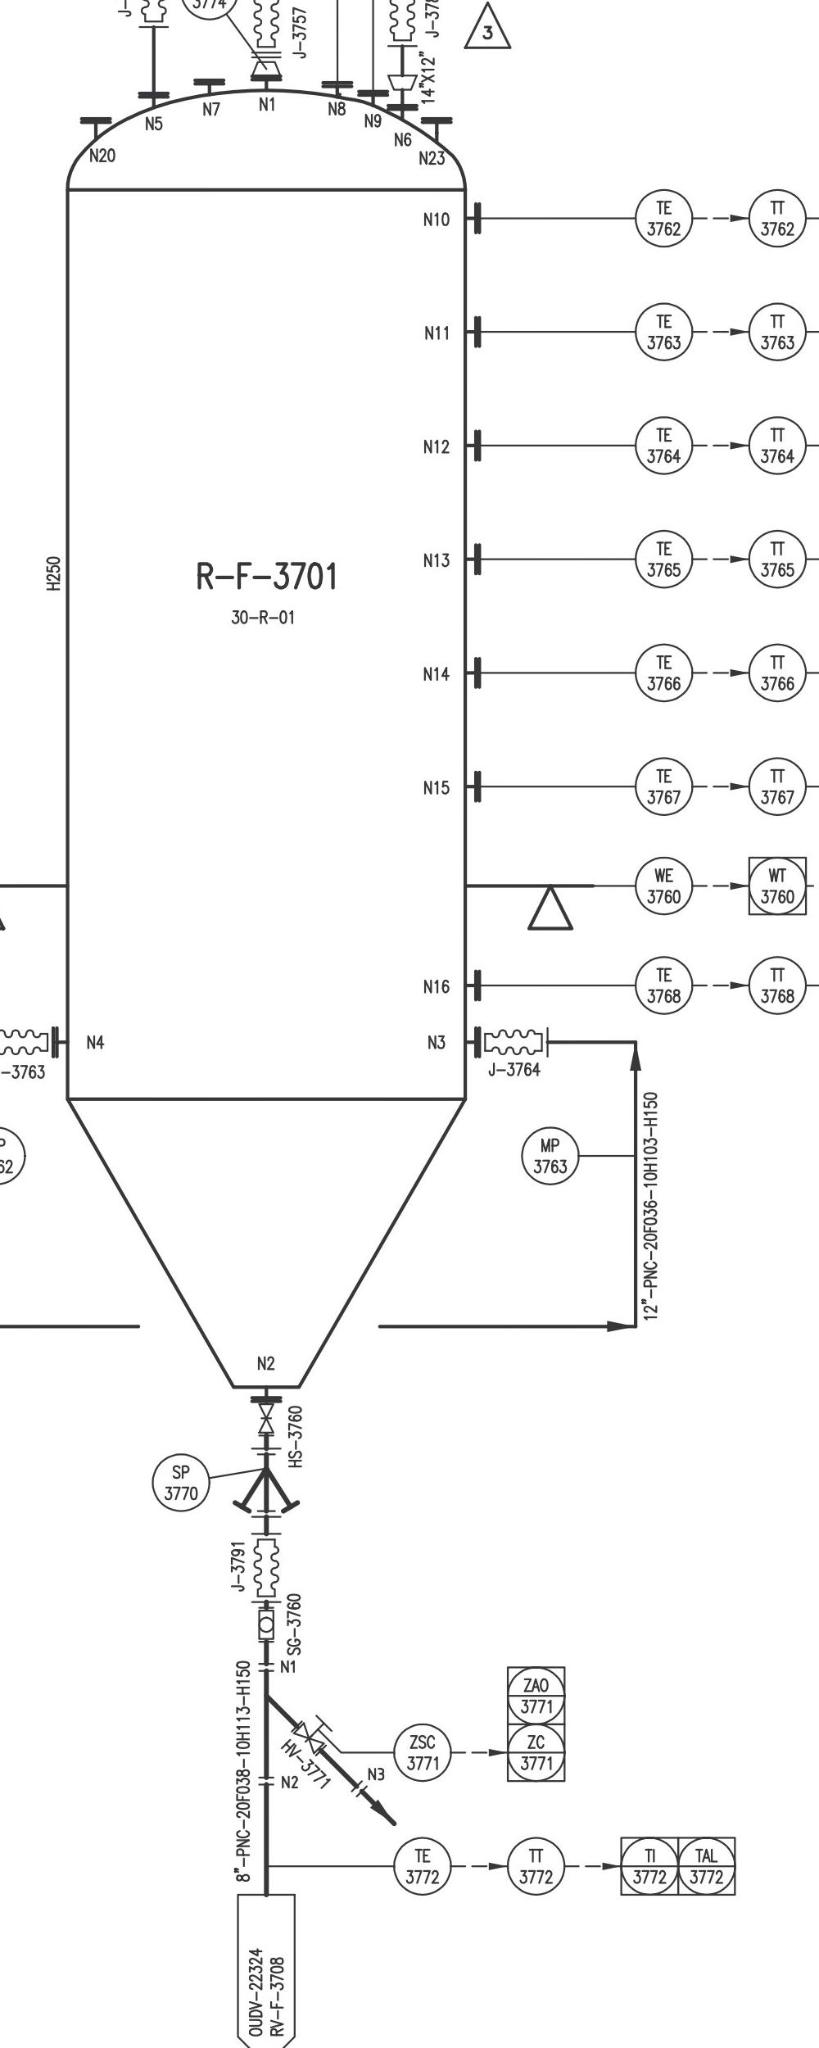 3774
J-3757
3
14"X12"
N5
N7
N1
N8
N9
N6
N20
N23
N10
TE
3762
TT
3762
N11
TE
3763
TT
3763
N12
TE
3764
TT
3764
N13
TE
3765
TT
3765
H250
R-F-3701
30-R-01
N14
TE
3766
TT
3766
N15
TE
3767
TT
3767
WE
3760
WT
3760
N16
TE
3768
TT
3768
N4
N3
-3763
J-3764
12"-PNC-20F036-10H103-H150
MP
3763
N2
HS-3760
SP
3770
J-3791
SG-3760
N1
8"-PNC-20F038-10H113-H150
HV-3771
ZSC
3771
ZAO
3771
ZC
3771
N2
N3
TE
3772
TT
3772
TI
3772
TAL
3772
OUDV-22324
RV-F-3708